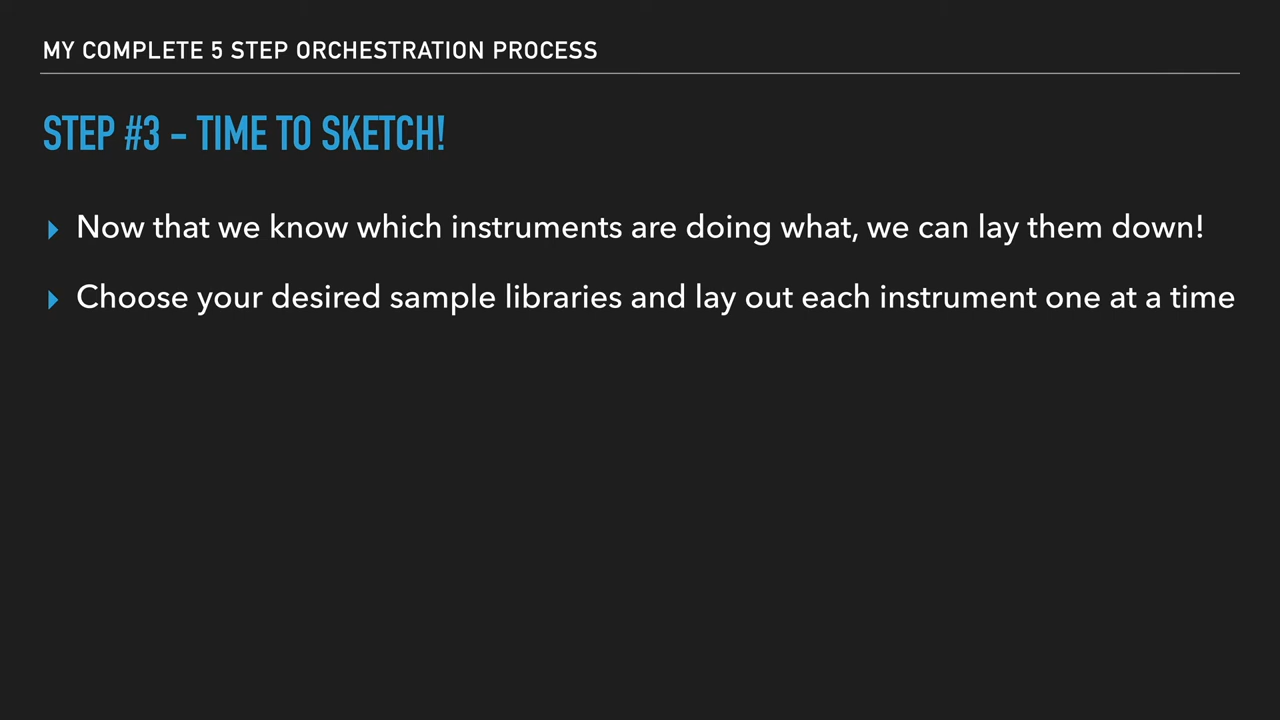 MY COMPLETE 5 STEP ORCHESTRATION PROCESS
STEP #3 - TIME TO SKETCH!
Now that we know which instruments are doing what, we can lay them down!
Choose your desired sample libraries and lay out each instrument one at a time